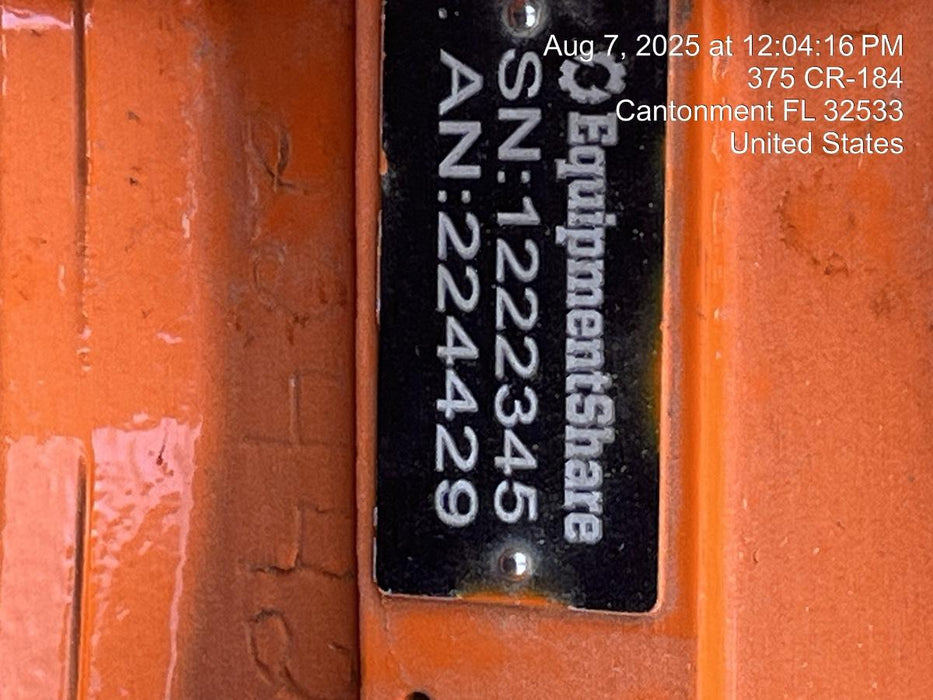 Aug 7, 2025 at 12:04:16 PM
375 CR-184
Cantonment FL 32533
United States
EquipmentShare
SN:1222345
AN:224429